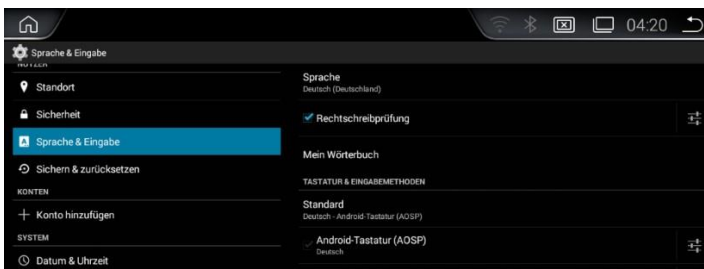 04:20
Sprache & Eingabe
NUTZER
Standort
Sicherheit
Sprache & Eingabe
Sichern & zurücksetzen
KONTEN
Konto hinzufügen
SYSTEM
Datum & Uhrzeit
Sprache
Deutsch (Deutschland)
Rechtschreibprüfung
Mein Wörterbuch
TASTATUR & EINGABEMETHODEN
Standard
Deutsch - Android-Tastatur (AOSP)
Android-Tastatur (AOSP)
Deutsch